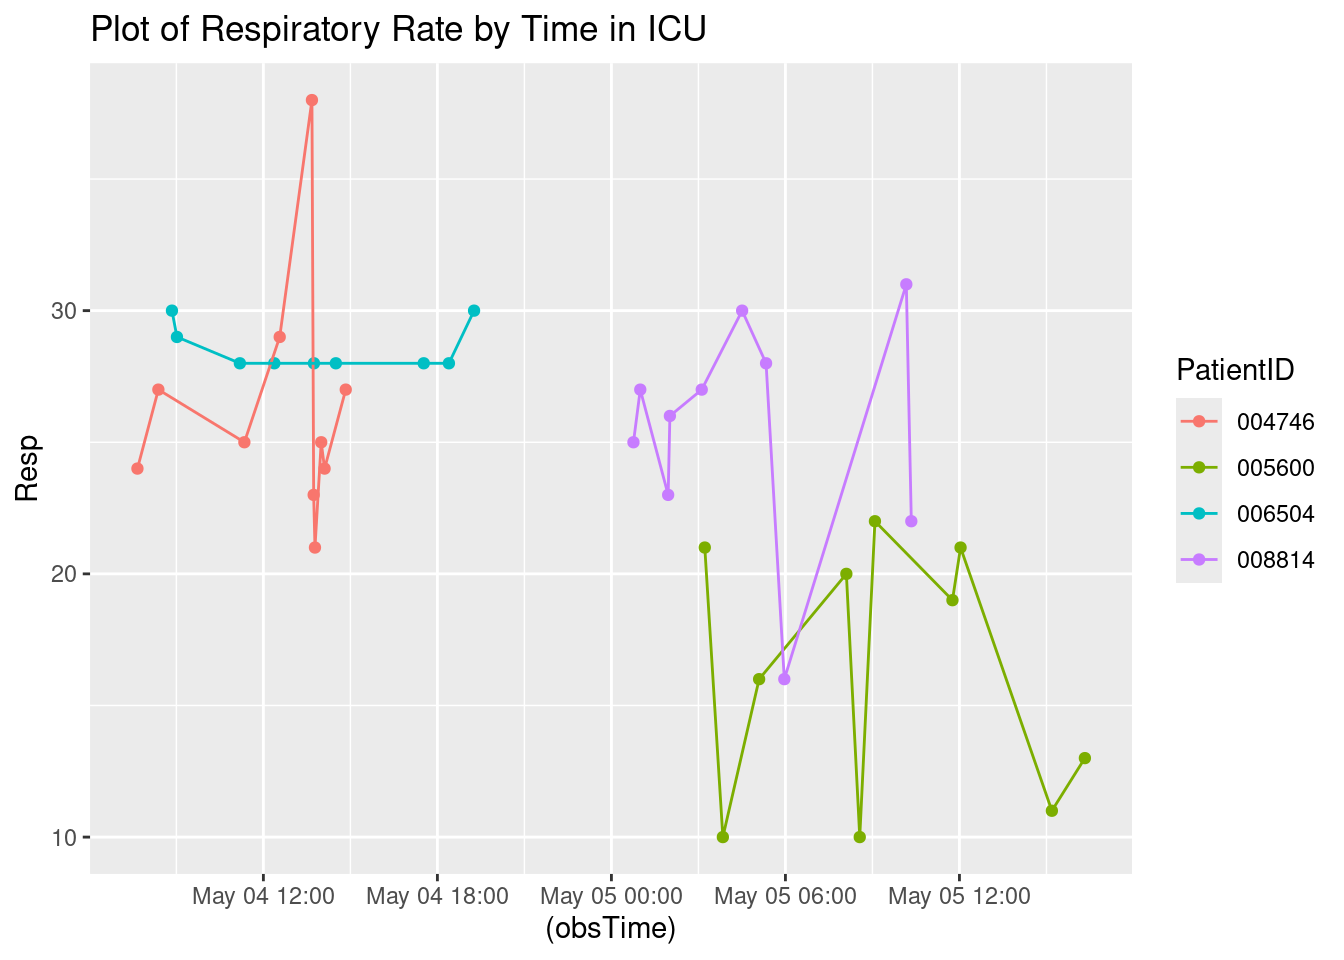 Plot of Respiratory Rate by Time in ICU
Resp
30
20
10
May 04 12:00
May 04 18:00
May 05 00:00
May 05 06:00
May 05 12:00
(obsTime)
PatientID
004746
005600
006504
008814